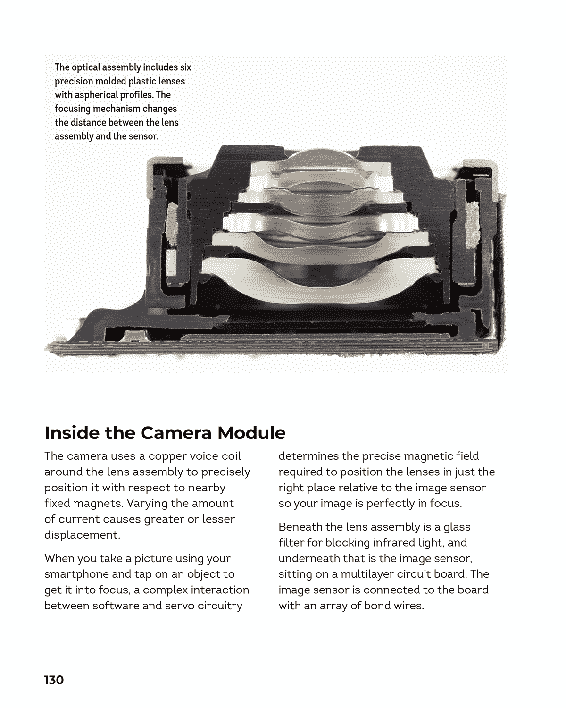 The optical assembly includes six
precision molded plastic lenses
with aspherical profiles. The
focusing mechanism changes
the distance between the lens
assembly and the sensor.
Inside the Camera Module
The camera uses a copper voice coil
around the lens assembly to precisely
position it with respect to nearby
fixed magnets. Varying the amount
of current causes greater or lesser
displacement.
When you take a picture using your
smartphone and tap on an object to
get it into focus, a complex interaction
between software and servo circuitry
determines the precise magnetic field
required to position the lenses in just the
right place relative to the image sensor
so your image is perfectly in focus.
Beneath the lens assembly is a glass
filter for blocking infrared light, and
underneath that is the image sensor,
sitting on a multilayer circuit board. The
image sensor is connected to the board
with an array of bond wires.
130